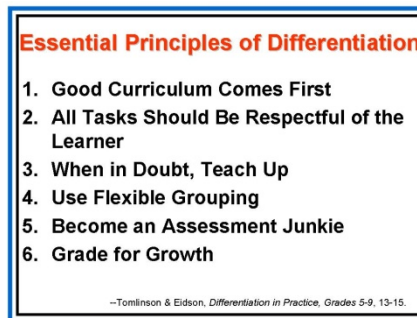 Essential Principles of Differentiation
1. Good Curriculum Comes First
2. All Tasks Should Be Respectful of the
Learner
3. When in Doubt, Teach Up
4. Use Flexible Grouping
5. Become an Assessment Junkie
6. Grade for Growth
--Tomlinson & Eidson, Differentiation in Practice, Grades 5-9, 13-15.